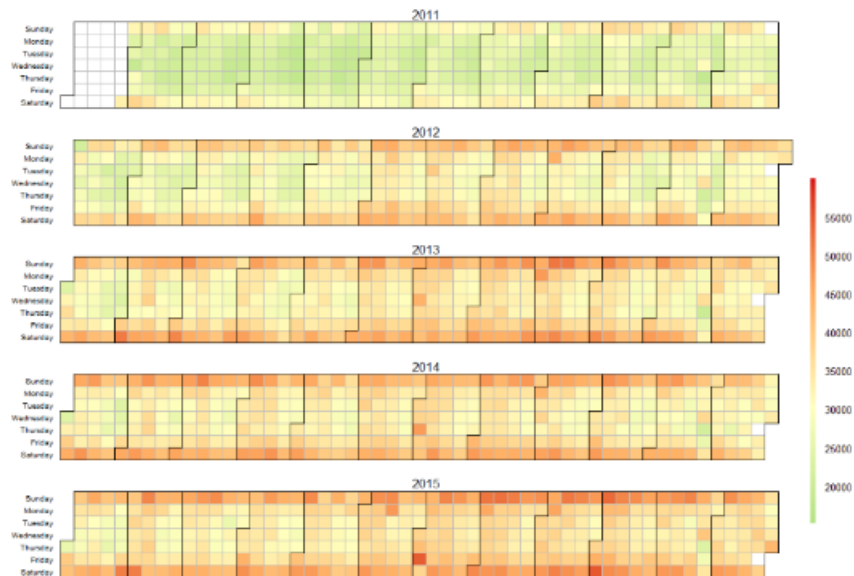 2011
Sunday
Monday
Tuesday
Wednesday
Thursday
Friday
Saturday
2012
Sunday
Monday
Tuesday
Wednesday
Thursday
Friday
Saturday
2013
Sunday
Monday
Tuesday
Wednesday
Thursday
Friday
Saturday
2014
Sunday
Monday
Tuesday
Wednesday
Thursday
Friday
Saturday
2015
Sunday
Monday
Tuesday
Wednesday
Thursday
Friday
Saturday
55000
50000
45000
40000
35000
30000
25000
20000